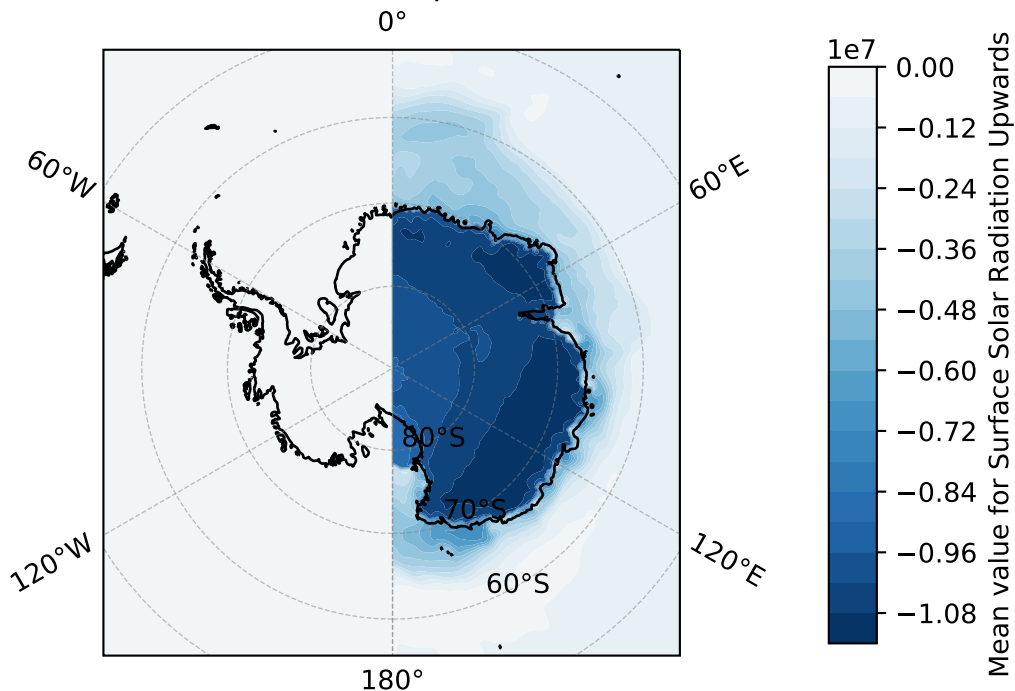 0°
60°W
60°E
80°S
70°S
60°S
120°W
120°E
180°
1e7
0.00
−0.12
−0.24
−0.36
−0.48
−0.60
−0.72
−0.84
−0.96
−1.08
Mean value for Surface Solar Radiation Upwards